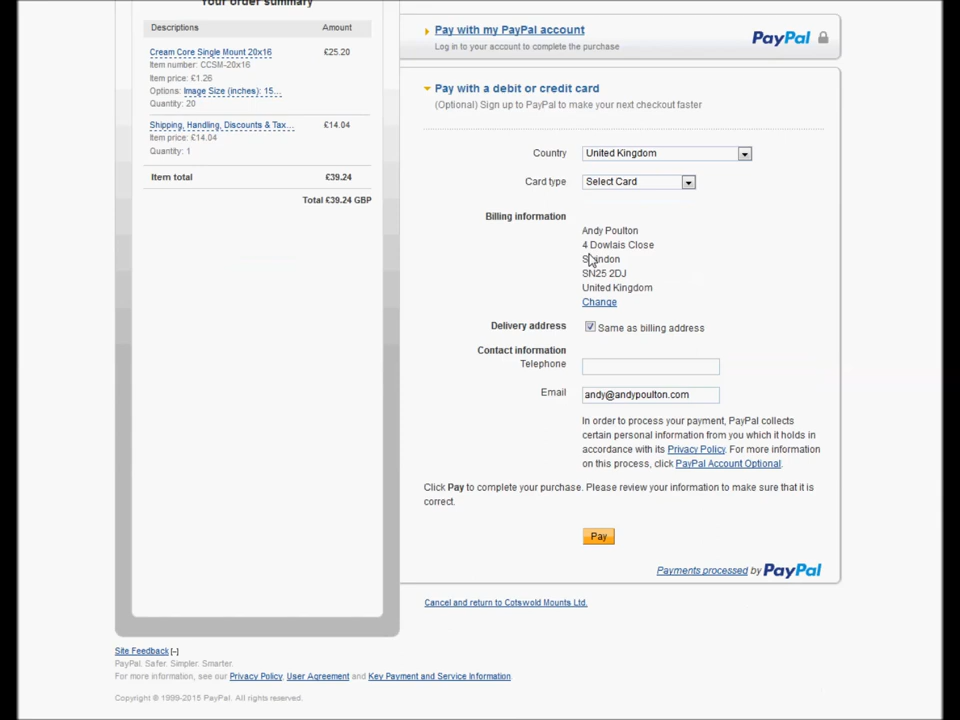 Your order summary
Descriptions Amount
Cream Core Single Mount 20x16 £25.20
Item number: CCSM-20x16
Item price: £1.26
Options: Image Size (inches): 15...
Quantity: 20
Shipping, Handling, Discounts & Tax... £14.04
Item price: £14.04
Quantity: 1
Item total £39.24
Total £39.24 GBP
Pay with my PayPal account
Log in to your account to complete the purchase
PayPal
Pay with a debit or credit card
(Optional) Sign up to PayPal to make your next checkout faster
Country United Kingdom
Card type Select Card
Billing information
Andy Poulton
4 Dowlais Close
Swindon
SN25 2DJ
United Kingdom
Change
Delivery address Same as billing address
Contact information
Telephone
Email andy@andypoulton.com
In order to process your payment, PayPal collects
certain personal information from you which it holds in
accordance with its Privacy Policy. For more information
on this process, click PayPal Account Optional.
Click Pay to complete your purchase. Please review your information to make sure that it is
correct.
Pay
Payments processed by PayPal
Cancel and return to Cotswold Mounts Ltd.
Site Feedback [–]
PayPal. Safer. Simpler. Smarter.
For more information, see our Privacy Policy, User Agreement and Key Payment and Service Information.
Copyright © 1999-2015 PayPal. All rights reserved.